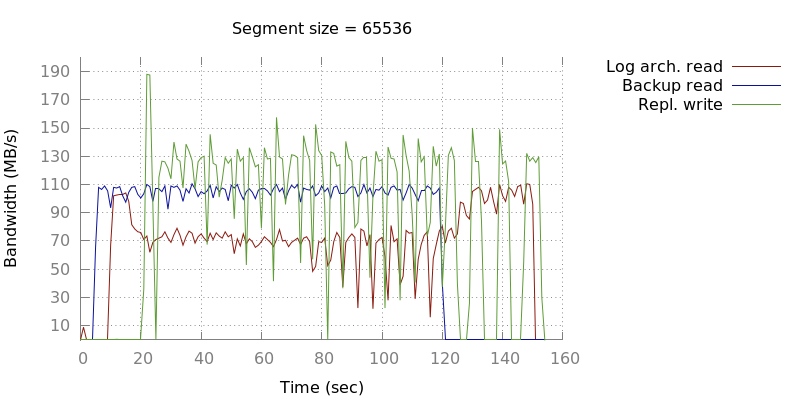 Segment size = 65536
Log arch. read
Backup read
Repl. write
Bandwidth (MB/s)
190
170
150
130
110
90
70
50
30
10
0 20 40 60 80 100 120 140 160
Time (sec)